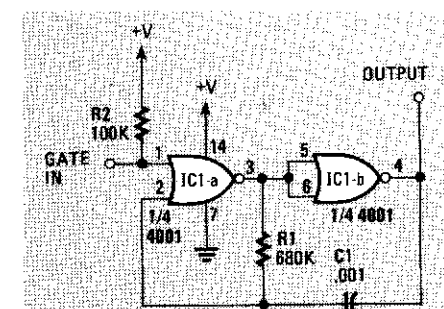 +V
OUTPUT
+V
R2
100K
GATE
IN
1
14
3
5
4
IC1-a
IC1-b
2
6
1/4
4001
7
1/4 4001
R1
680K
C1
.001